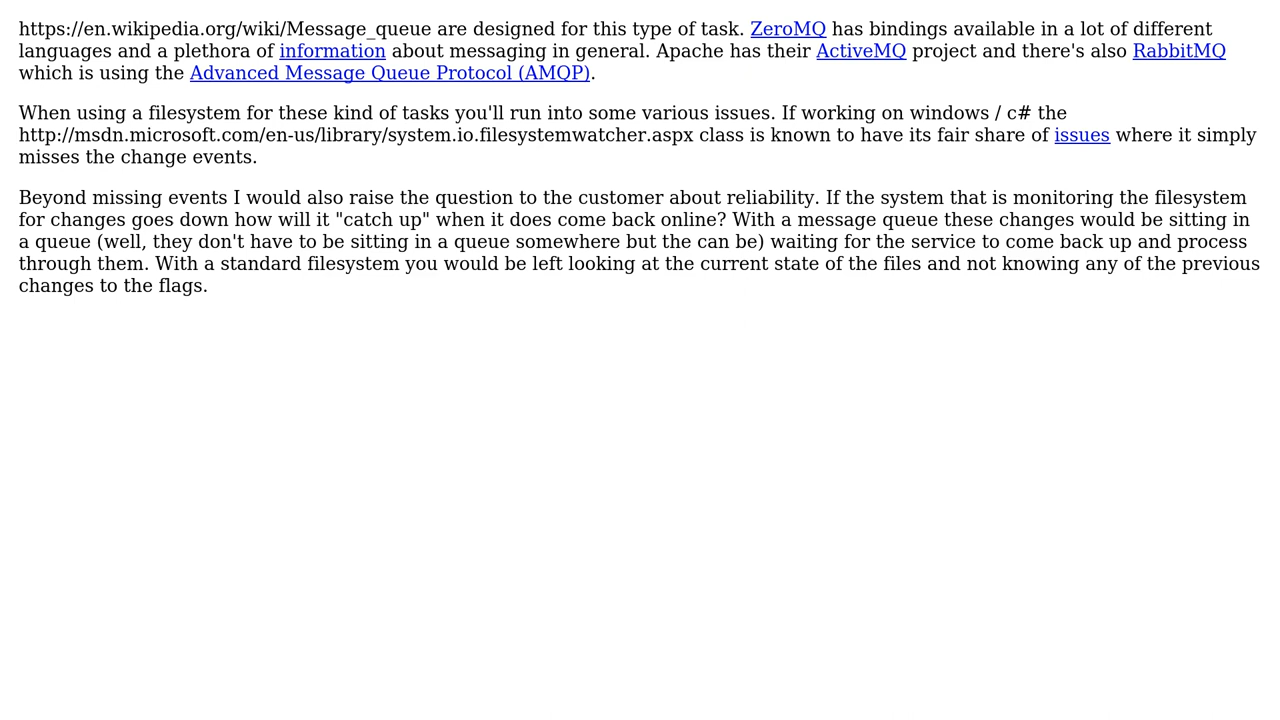 https://en.wikipedia.org/wiki/Message_queue are designed for this type of task. ZeroMQ has bindings available in a lot of different
languages and a plethora of information about messaging in general. Apache has their ActiveMQ project and there's also RabbitMQ
which is using the Advanced Message Queue Protocol (AMQP).
When using a filesystem for these kind of tasks you'll run into some various issues. If working on windows / c# the
http://msdn.microsoft.com/en-us/library/system.io.filesystemwatcher.aspx class is known to have its fair share of issues where it simply
misses the change events.
Beyond missing events I would also raise the question to the customer about reliability. If the system that is monitoring the filesystem
for changes goes down how will it "catch up" when it does come back online? With a message queue these changes would be sitting in
a queue (well, they don't have to be sitting in a queue somewhere but the can be) waiting for the service to come back up and process
through them. With a standard filesystem you would be left looking at the current state of the files and not knowing any of the previous
changes to the flags.